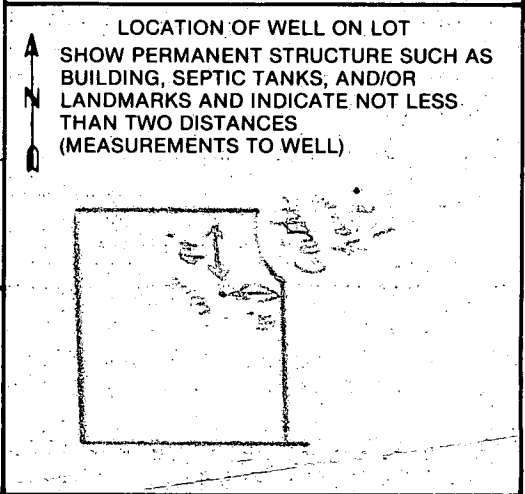 LOCATION OF WELL ON LOT
SHOW PERMANENT STRUCTURE SUCH AS
BUILDING, SEPTIC TANKS, AND/OR
N LANDMARKS AND INDICATE NOT LESS
THAN TWO DISTANCES
(MEASUREMENTS TO WELL)